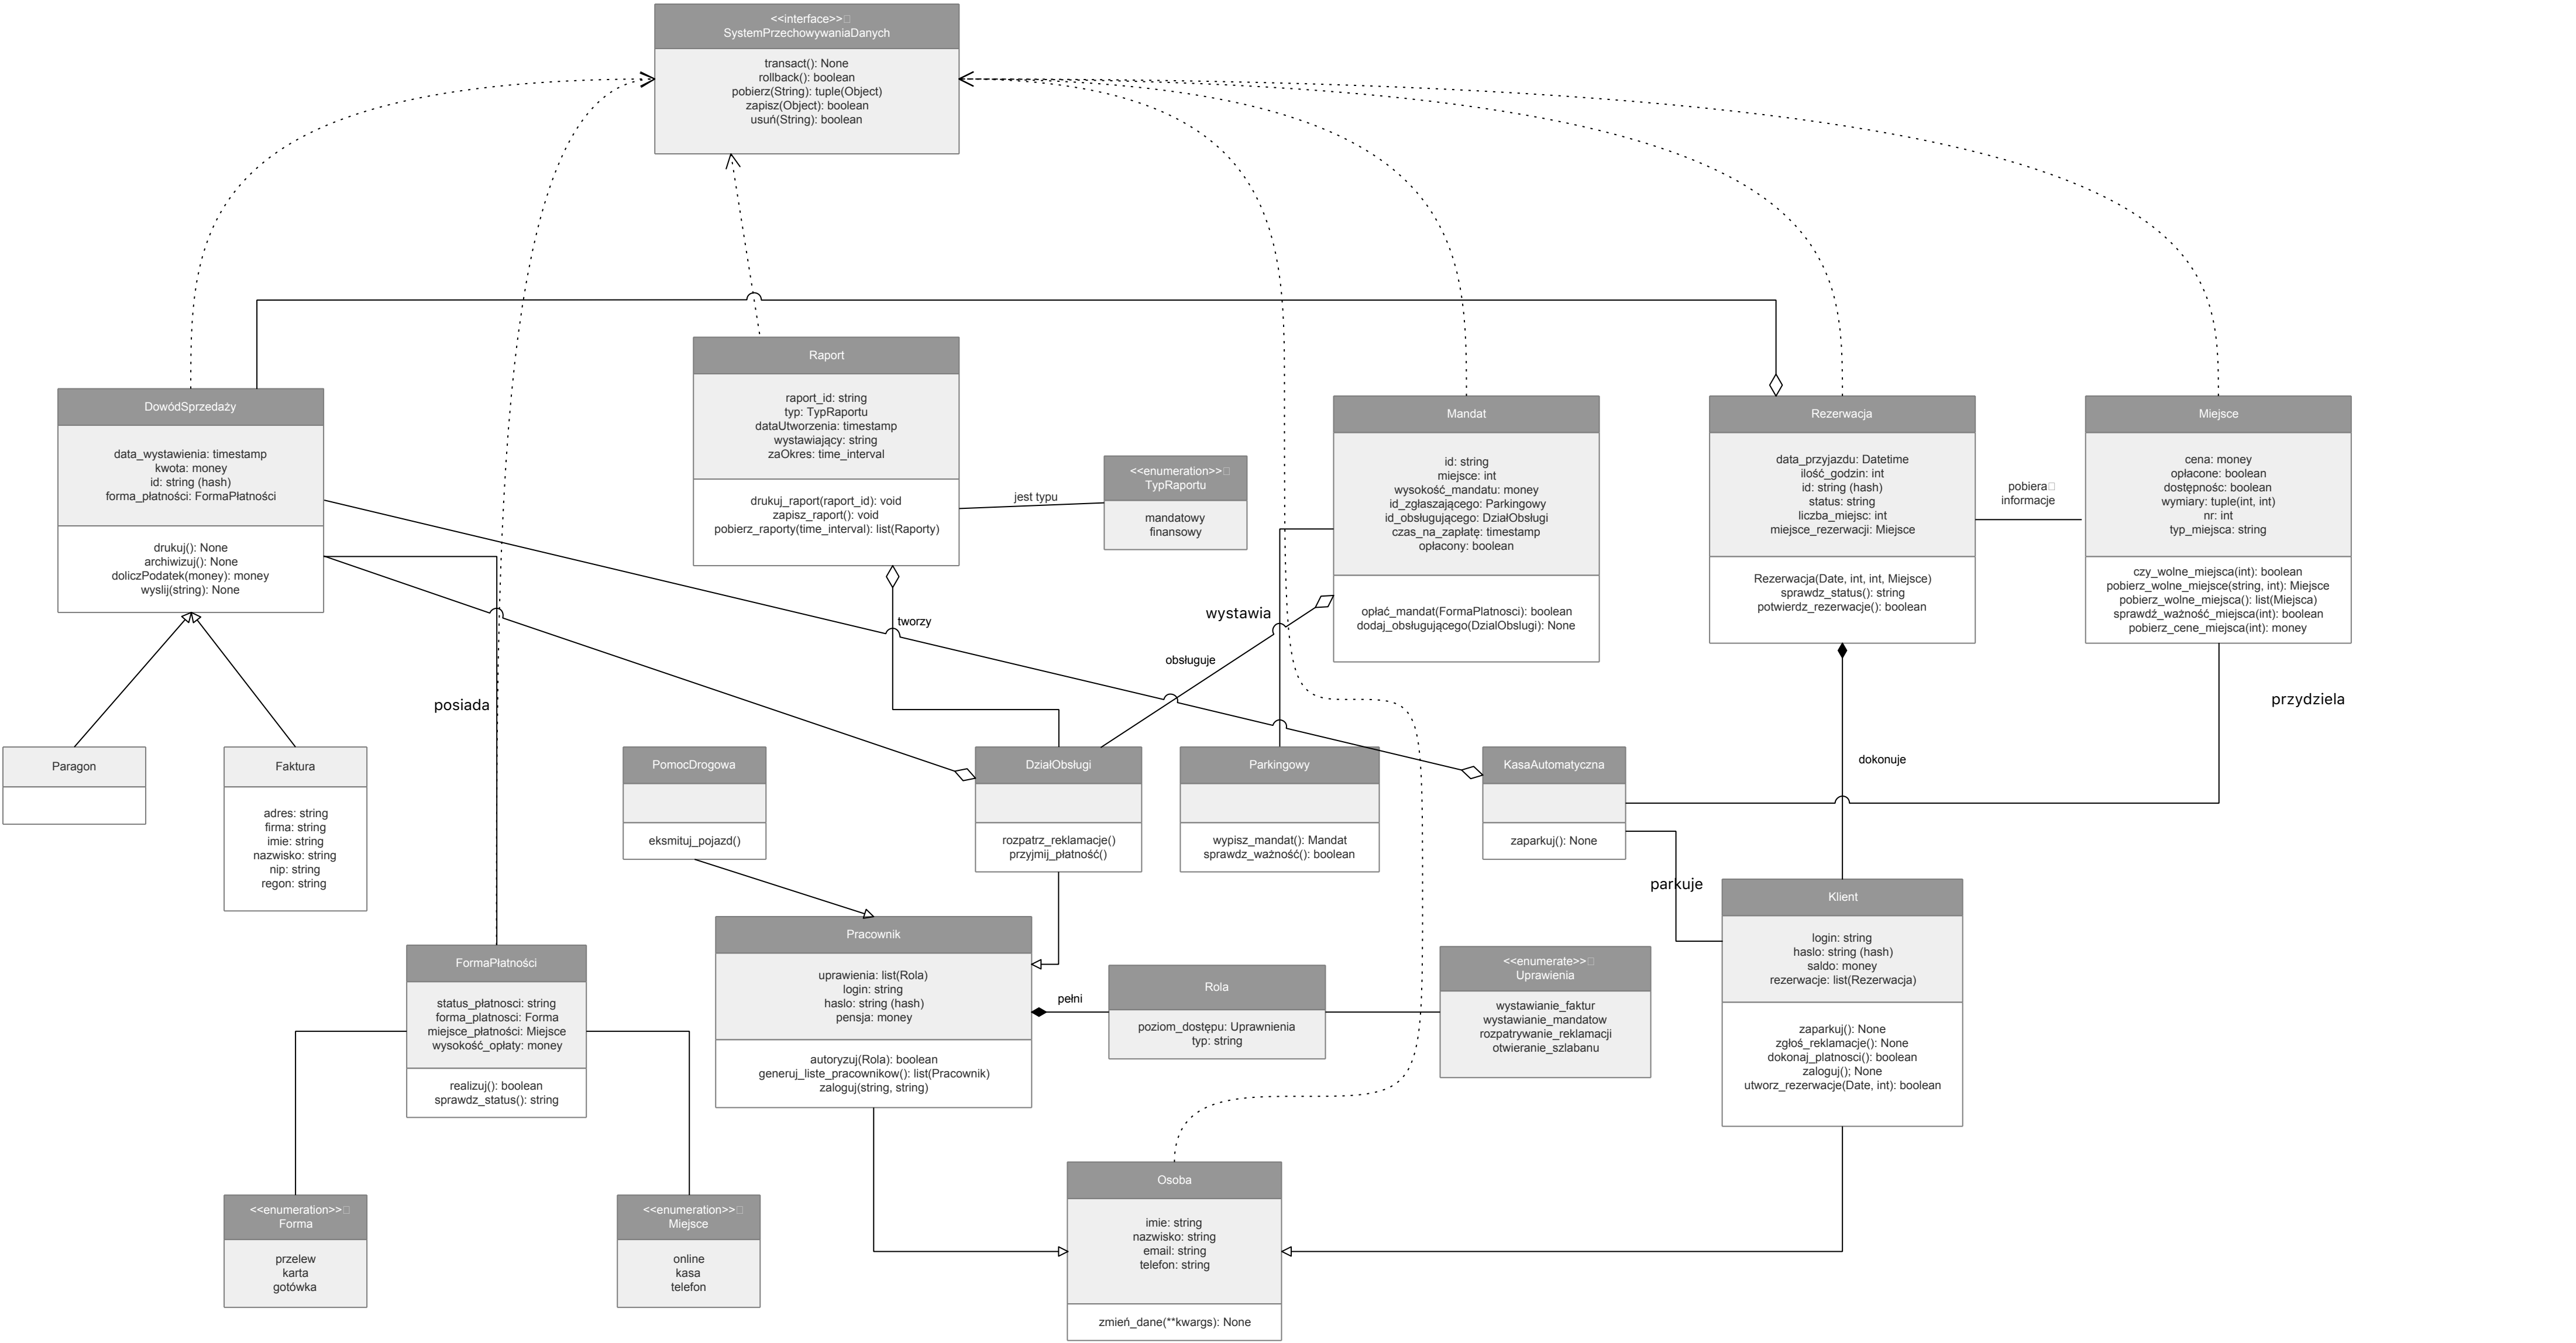 <<interface>>
SystemPrzechowywaniaDanych
transact(): None
rollback(): boolean
pobierz(String): tuple(Object)
zapisz(Object): boolean
usuń(String): boolean
DowódSprzedaży
data_wystawienia: timestamp
kwota: money
id: string (hash)
forma_płatności: FormaPłatności
drukuj(): None
archiwizuj(): None
doliczPodatek(money): money
wyslij(string): None
Raport
raport_id: string
typ: TypRaportu
dataUtworzenia: timestamp
wystawiający: string
zaOkres: time_interval
drukuj_raport(raport_id): void
zapisz_raport(): void
pobierz_raporty(time_interval): list(Raporty)
jest typu
<<enumeration>>
TypRaportu
mandatowy
finansowy
Mandat
id: string
miejsce: int
wysokość_mandatu: money
id_zgłaszającego: Parkingowy
id_obsługującego: DziałObsługi
czas_na_zapłatę: timestamp
opłacony: boolean
opłać_mandat(FormaPlatnosci): boolean
dodaj_obsługującego(DzialObslugi): None
Rezerwacja
data_przyjazdu: Datetime
ilość_godzin: int
id: string (hash)
status: string
liczba_miejsc: int
miejsce_rezerwacji: Miejsce
Rezerwacja(Date, int, int, Miejsce)
sprawdz_status(): string
potwierdz_rezerwacje(): boolean
pobiera
informacje
Miejsce
cena: money
opłacone: boolean
dostępnośc: boolean
wymiary: tuple(int, int)
nr: int
typ_miejsca: string
czy_wolne_miejsca(int): boolean
pobierz_wolne_miejsce(string, int): Miejsce
pobierz_wolne_miejsca(): list(Miejsca)
sprawdź_ważność_miejsca(int): boolean
pobierz_cene_miejsca(int): money
tworzy
wystawia
obsługuje
posiada
przydziela
dokonuje
parkuje
Paragon
Faktura
adres: string
firma: string
imie: string
nazwisko: string
nip: string
regon: string
PomocDrogowa
eksmituj_pojazd()
DziałObsługi
rozpatrz_reklamacje()
przyjmij_płatność()
Parkingowy
wypisz_mandat(): Mandat
sprawdz_ważność(): boolean
KasaAutomatyczna
zaparkuj(): None
Klient
login: string
haslo: string (hash)
saldo: money
rezerwacje: list(Rezerwacja)
zaparkuj(): None
zgłoś_reklamacje(): None
dokonaj_platnosci(): boolean
zaloguj(); None
utworz_rezerwacje(Date, int): boolean
FormaPłatności
status_płatnosci: string
forma_platnosci: Forma
miejsce_płatności: Miejsce
wysokość_opłaty: money
realizuj(): boolean
sprawdz_status(): string
Pracownik
uprawienia: list(Rola)
login: string
haslo: string (hash)
pensja: money
autoryzuj(Rola): boolean
generuj_liste_pracownikow(): list(Pracownik)
zaloguj(string, string)
pełni
Rola
poziom_dostępu: Uprawnienia
typ: string
<<enumerate>>
Uprawienia
wystawianie_faktur
wystawianie_mandatow
rozpatrywanie_reklamacji
otwieranie_szlabanu
<<enumeration>>
Forma
przelew
karta
gotówka
<<enumeration>>
Miejsce
online
kasa
telefon
Osoba
imie: string
nazwisko: string
email: string
telefon: string
zmień_dane(**kwargs): None